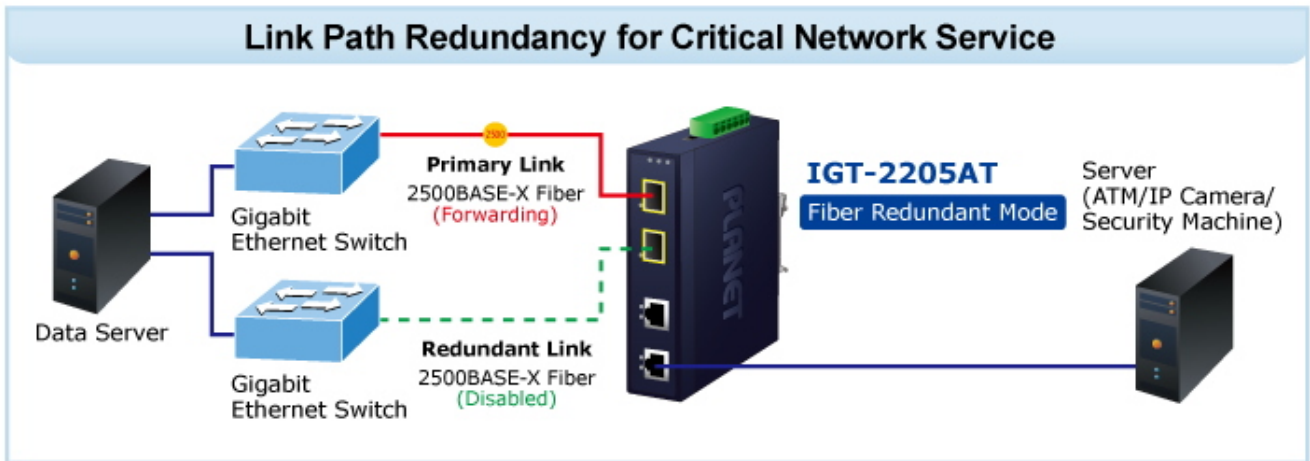 Link Path Redundancy for Critical Network Service
2500
Primary Link
2500BASE-X Fiber
(Forwarding)
Gigabit
Ethernet Switch
Data Server
Redundant Link
2500BASE-X Fiber
(Disabled)
Gigabit
Ethernet Switch
PLANET
IGT-2205AT
Fiber Redundant Mode
Server
(ATM/IP Camera/
Security Machine)